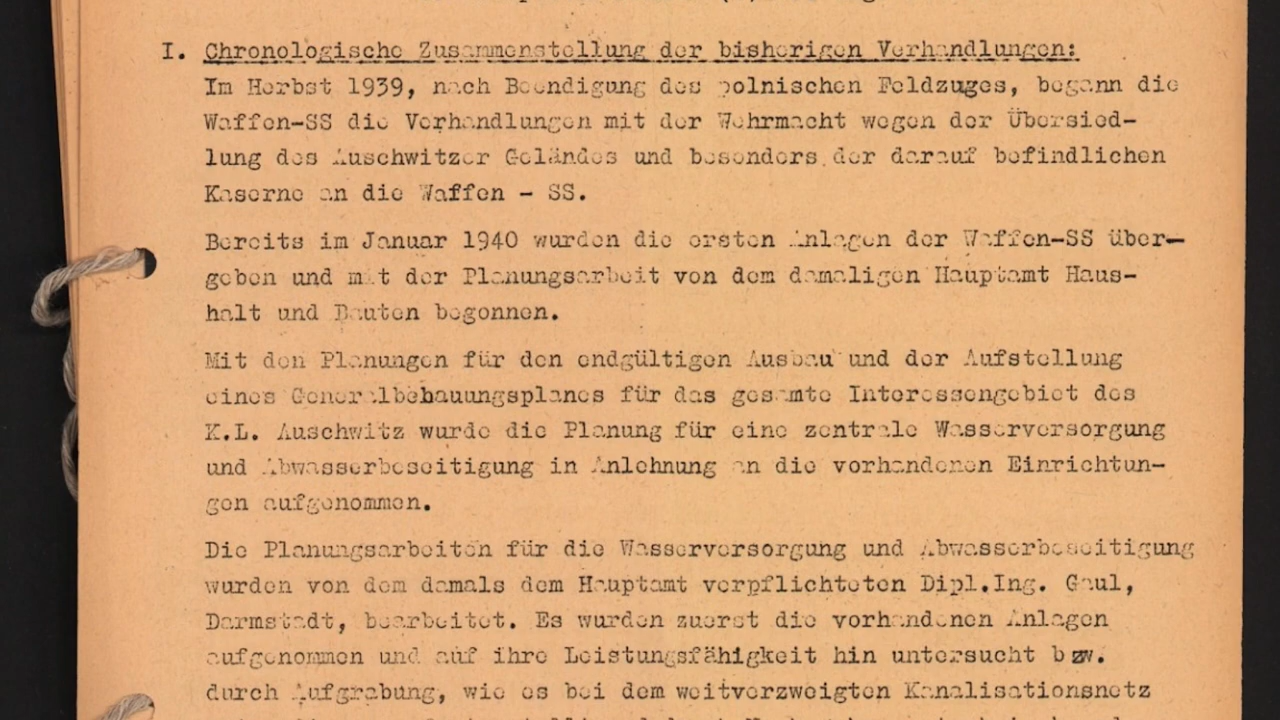 I. Chronologische Zusammenstellung der bisherigen Verhandlungen:
Im Herbst 1939, nach Beendigung des polnischen Feldzuges, begann die
Waffen-SS die Verhandlungen mit der Wehrmacht wegen der Übersied-
lung des Auschwitzer Geländes und besonders der darauf befindlichen
Kaserne an die Waffen - SS.
Bereits im Januar 1940 wurden die ersten Anlagen der Waffen-SS über-
geben und mit der Planungsarbeit von dem damaligen Hauptamt Haus-
halt und Bauten begonnen.
Mit den Planungen für den endgültigen Ausbau und der Aufstellung
eines Generalbebauungsplanes für das gesamte Interessengebiet des
K.L. Auschwitz wurde die Planung für eine zentrale Wasserversorgung
und Abwasserbeseitigung in Anlehnung an die vorhandenen Einrichtun-
gen aufgenommen.
Die Planungsarbeiten für die Wasserversorgung und Abwasserbeseitigung
wurden von dem damals dem Hauptamt verpflichteten Dipl.Ing. Gaul,
Darmstadt, bearbeitet. Es wurden zuerst die vorhandenen Anlagen
aufgenommen und auf ihre Leistungsfähigkeit hin untersucht bzw.
durch Aufgrabung, wie es bei dem weitverzweigten Kanalisationsnetz